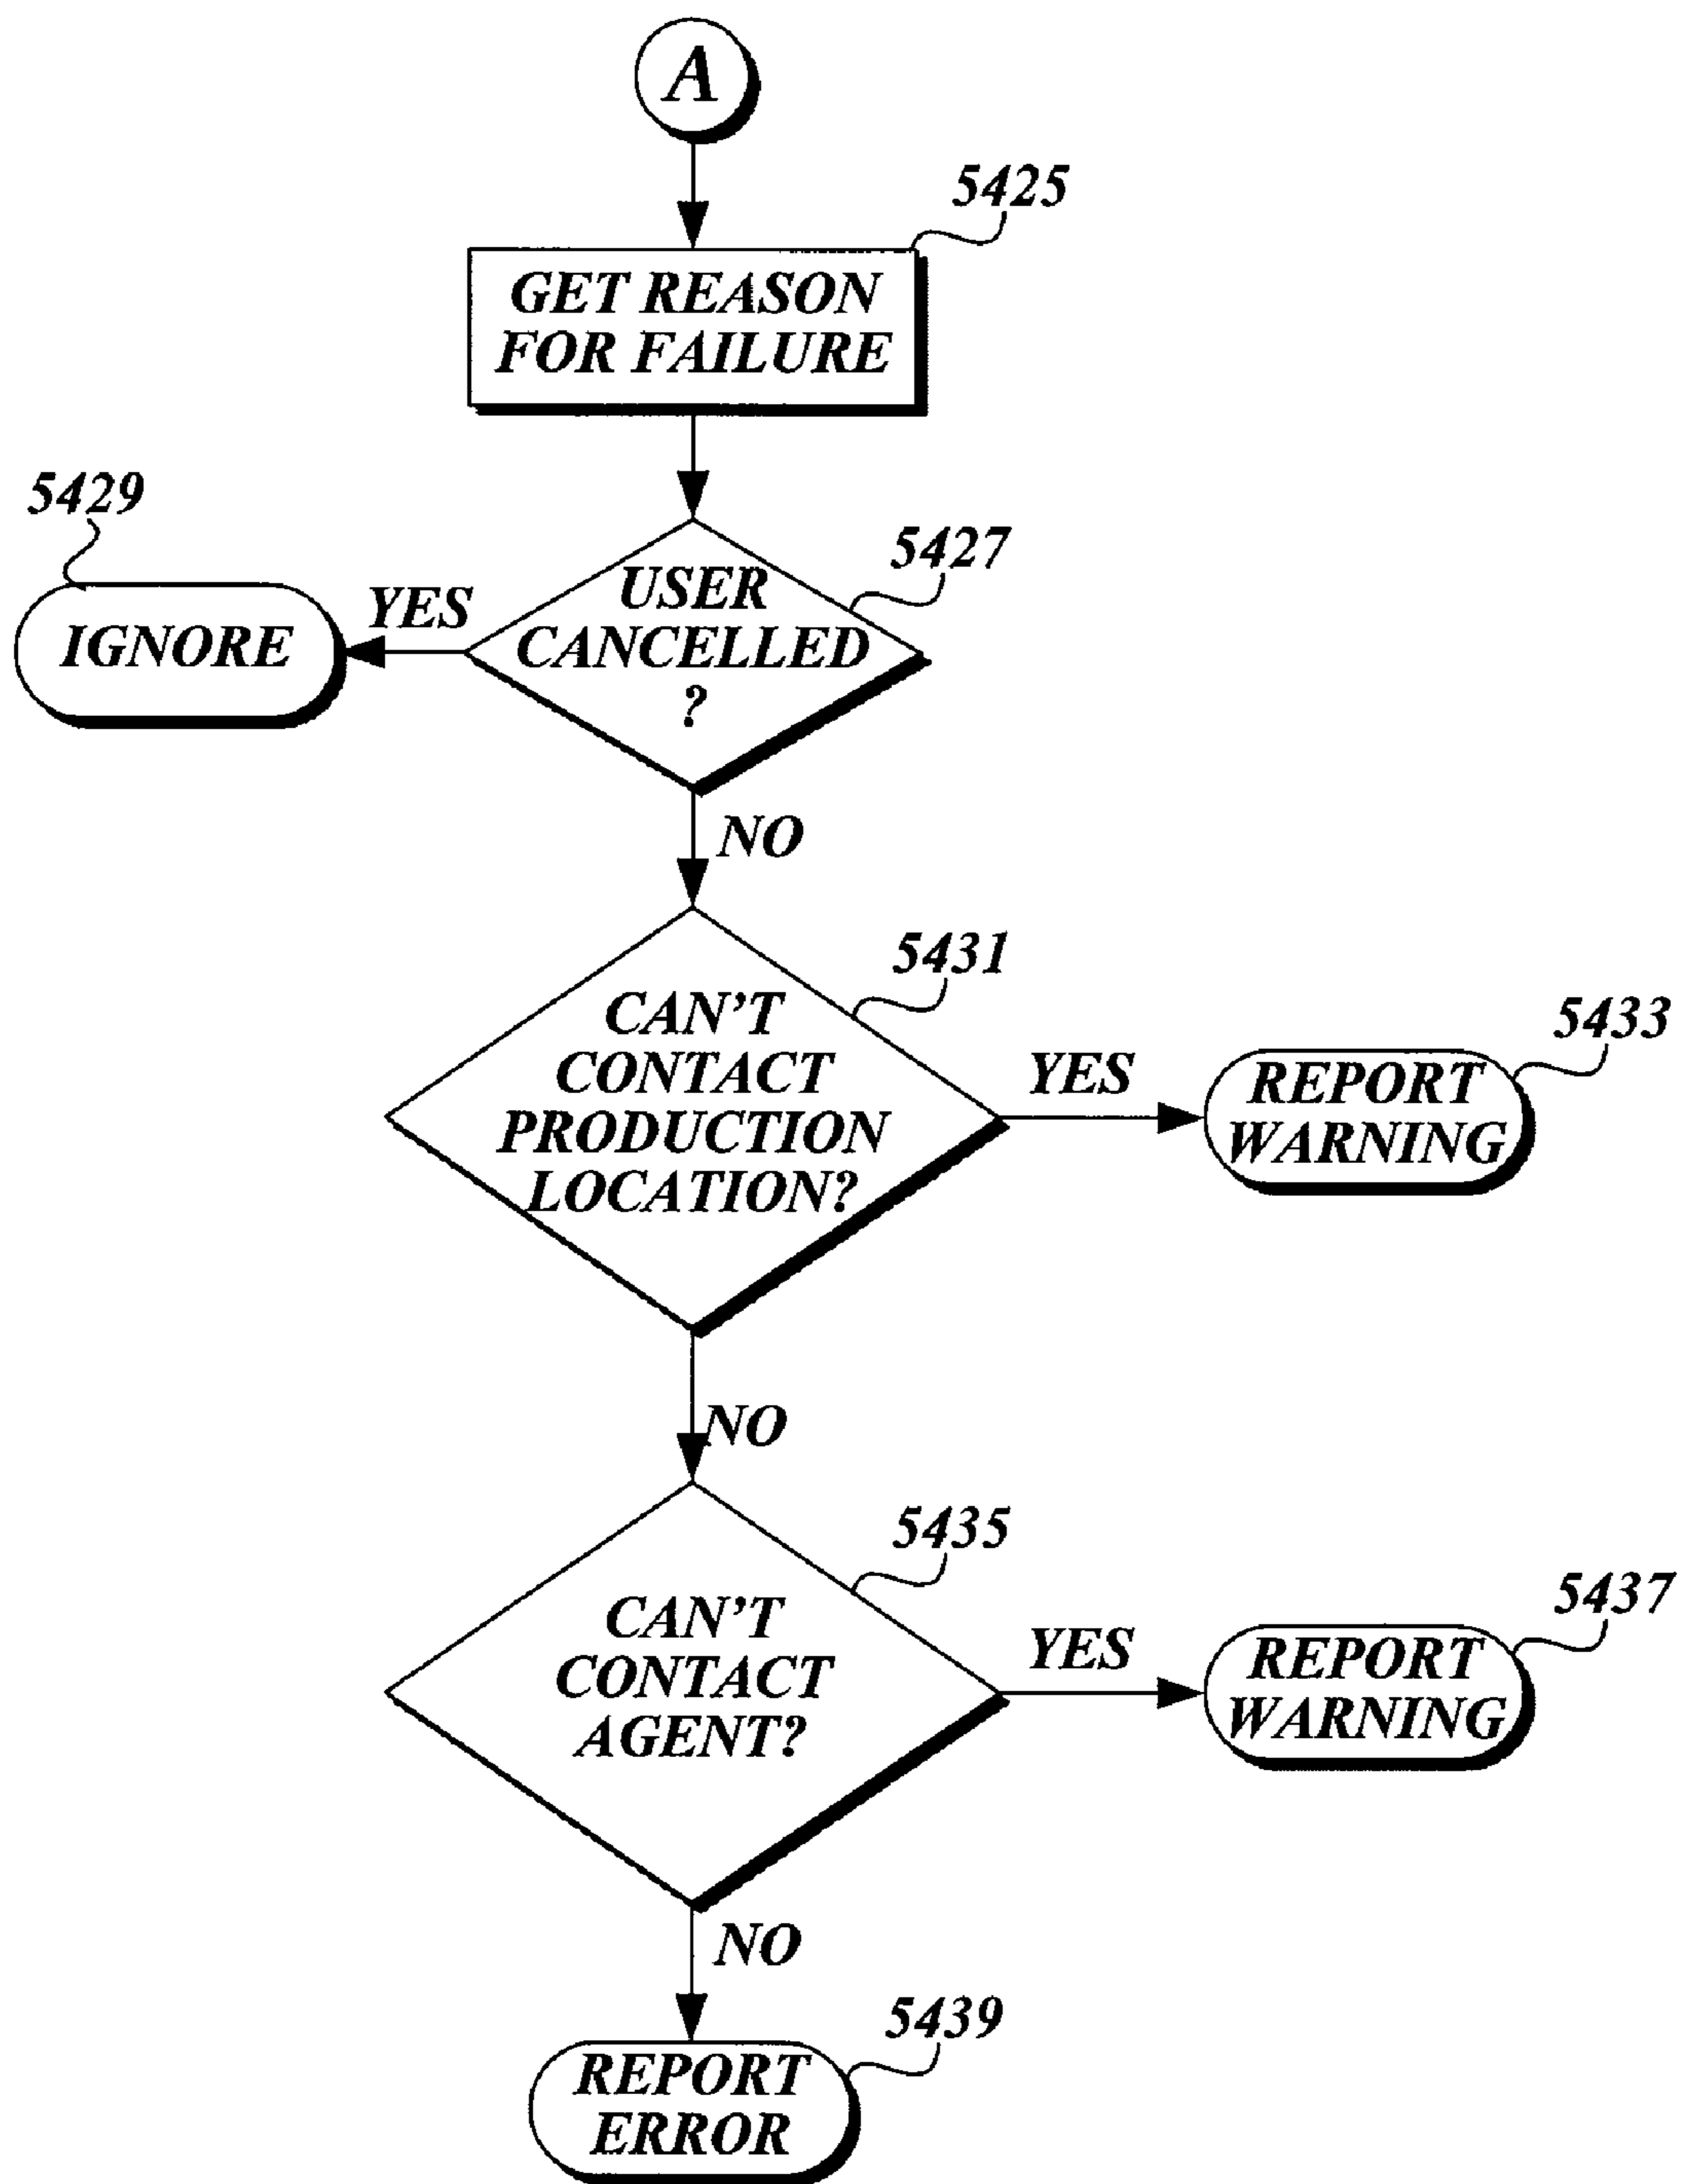 A
5425
GET REASON
FOR FAILURE
5429
5427
IGNORE
YES
USER
CANCELLED
?
NO
5431
CAN'T
CONTACT
PRODUCTION
LOCATION?
YES
5433
REPORT
WARNING
NO
5435
CAN'T
CONTACT
AGENT?
YES
5437
REPORT
WARNING
NO
5439
REPORT
ERROR